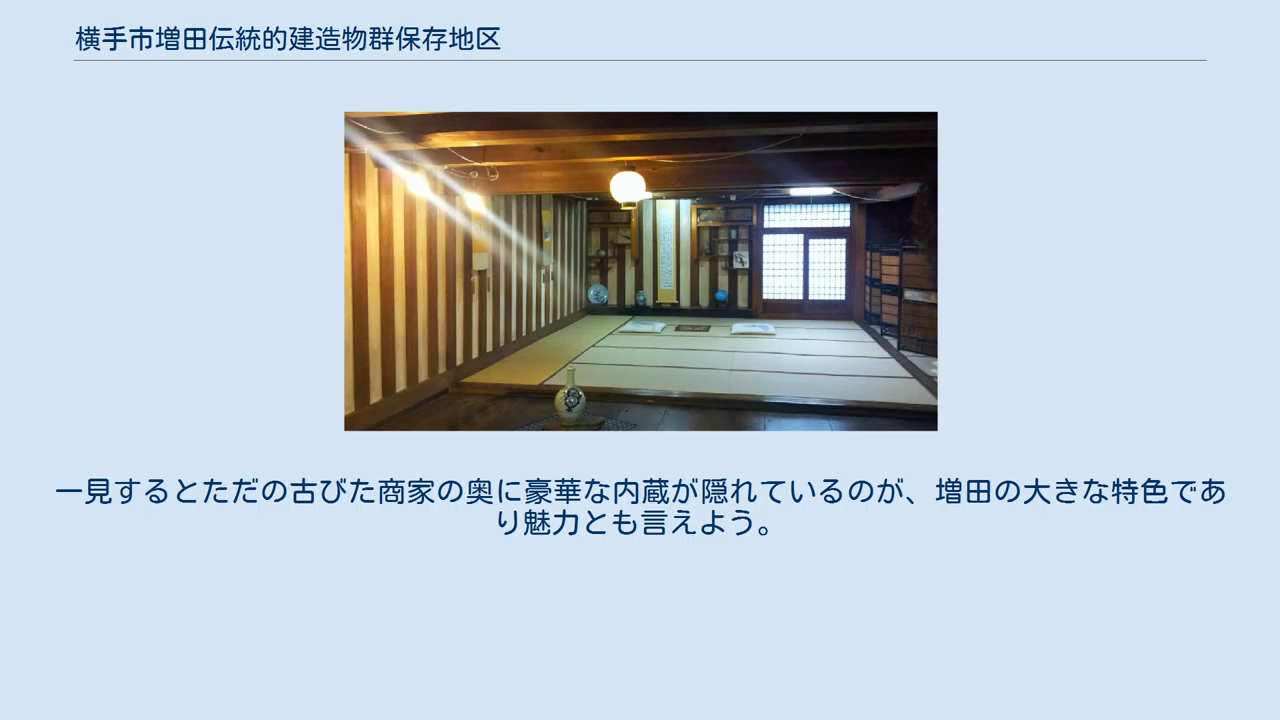 横手市増田伝統的建造物群保存地区
一見するとただの古びた商家の奥に豪華な内蔵が隠れているのが、増田の大きな特色であ
り魅力とも言えよう。